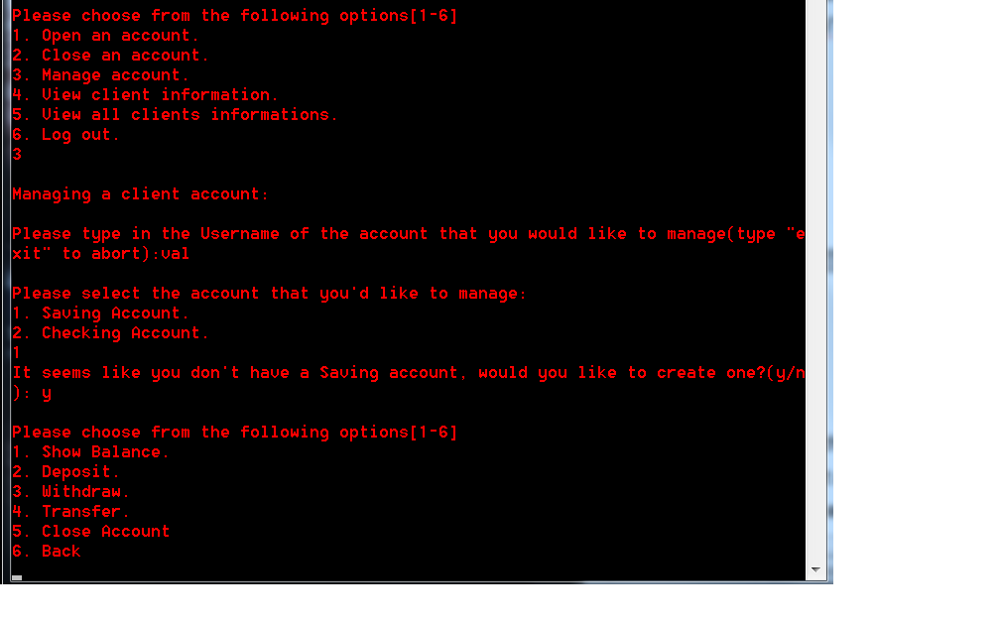 Please choose from the following options[1-6]
1. Open an account.
2. Close an account.
3. Manage account.
4. View client information.
5. View all clients informations.
6. Log out.
3
Managing a client account:
Please type in the Username of the account that you would like to manage(type "e
xit" to abort):val
Please select the account that you'd like to manage:
1. Saving Account.
2. Checking Account.
1
It seems like you don't have a Saving account, would you like to create one?(y/n
): y
Please choose from the following options[1-6]
1. Show Balance.
2. Deposit.
3. Withdraw.
4. Transfer.
5. Close Account
6. Back